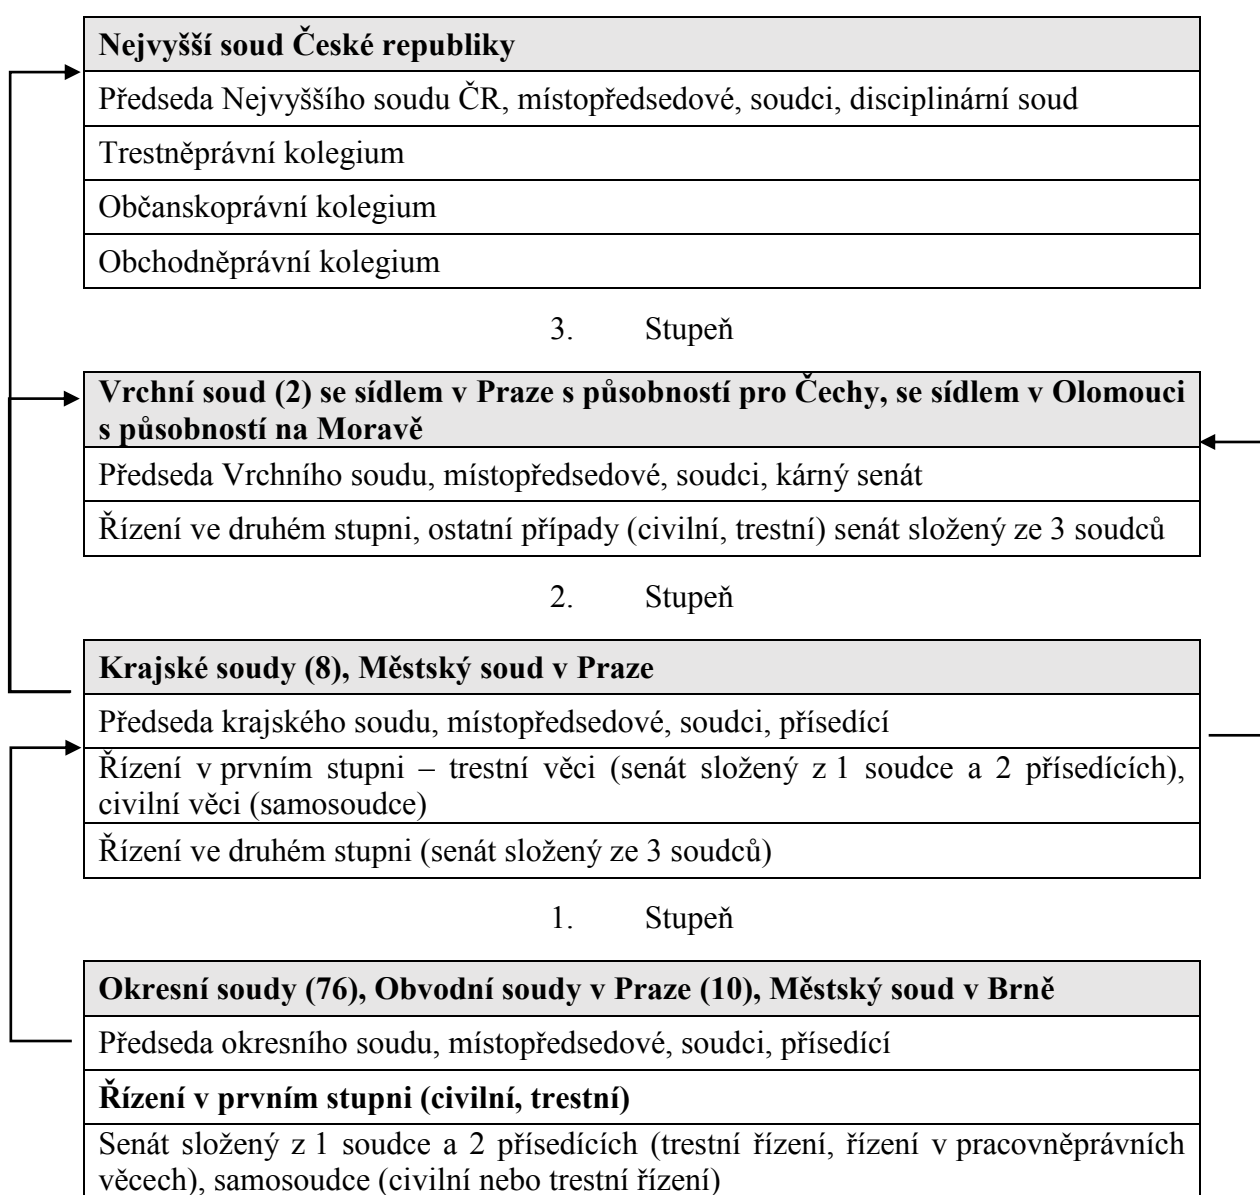 Nejvyšší soud České republiky
Předseda Nejvyššího soudu ČR, místopředsedové, soudci, disciplinární soud
Trestněprávní kolegium
Občanskoprávní kolegium
Obchodněprávní kolegium
3. Stupeň
Vrchní soud (2) se sídlem v Praze s působností pro Čechy, se sídlem v Olomouci
s působností na Moravě
Předseda Vrchního soudu, místopředsedové, soudci, kárný senát
Řízení ve druhém stupni, ostatní případy (civilní, trestní) senát složený ze 3 soudců
2. Stupeň
Krajské soudy (8), Městský soud v Praze
Předseda krajského soudu, místopředsedové, soudci, přísedící
Řízení v prvním stupni – trestní věci (senát složený z 1 soudce a 2 přísedících),
civilní věci (samosoudce)
Řízení ve druhém stupni (senát složený ze 3 soudců)
1. Stupeň
Okresní soudy (76), Obvodní soudy v Praze (10), Městský soud v Brně
Předseda okresního soudu, místopředsedové, soudci, přísedící
Řízení v prvním stupni (civilní, trestní)
Senát složený z 1 soudce a 2 přísedících (trestní řízení, řízení v pracovněprávních
věcech), samosoudce (civilní nebo trestní řízení)